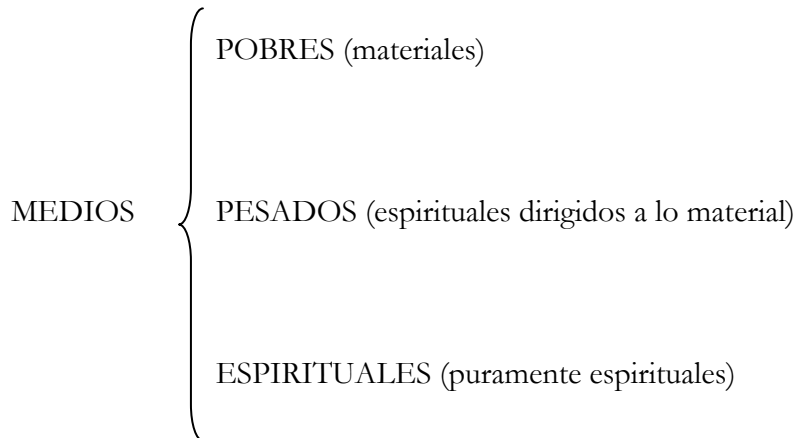 POBRES (materiales)
MEDIOS PESADOS (espirituales dirigidos a lo material)
ESPIRITUALES (puramente espirituales)